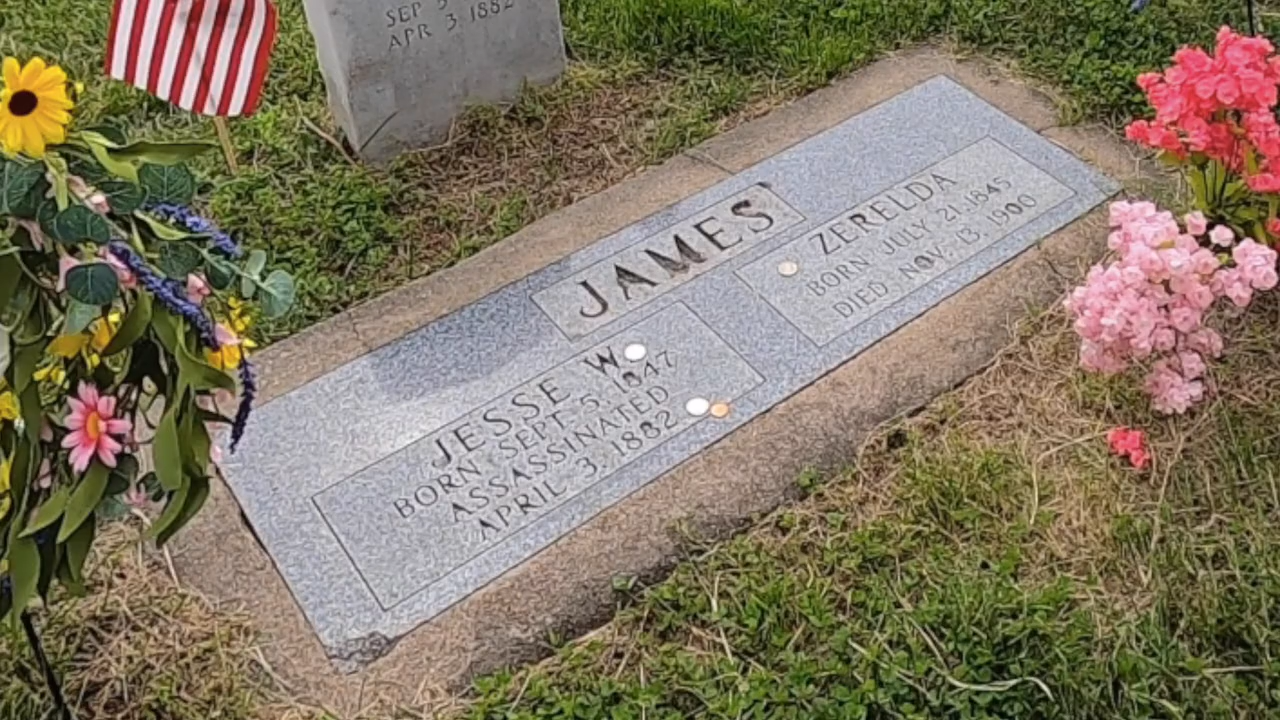 SEP 5
APR 3, 1882
JAMES
JESSE W.
BORN SEPT. 5, 1847
ASSASSINATED
APRIL 3, 1882
ZERELDA
BORN JULY 21, 1845
DIED NOV. 13, 1900